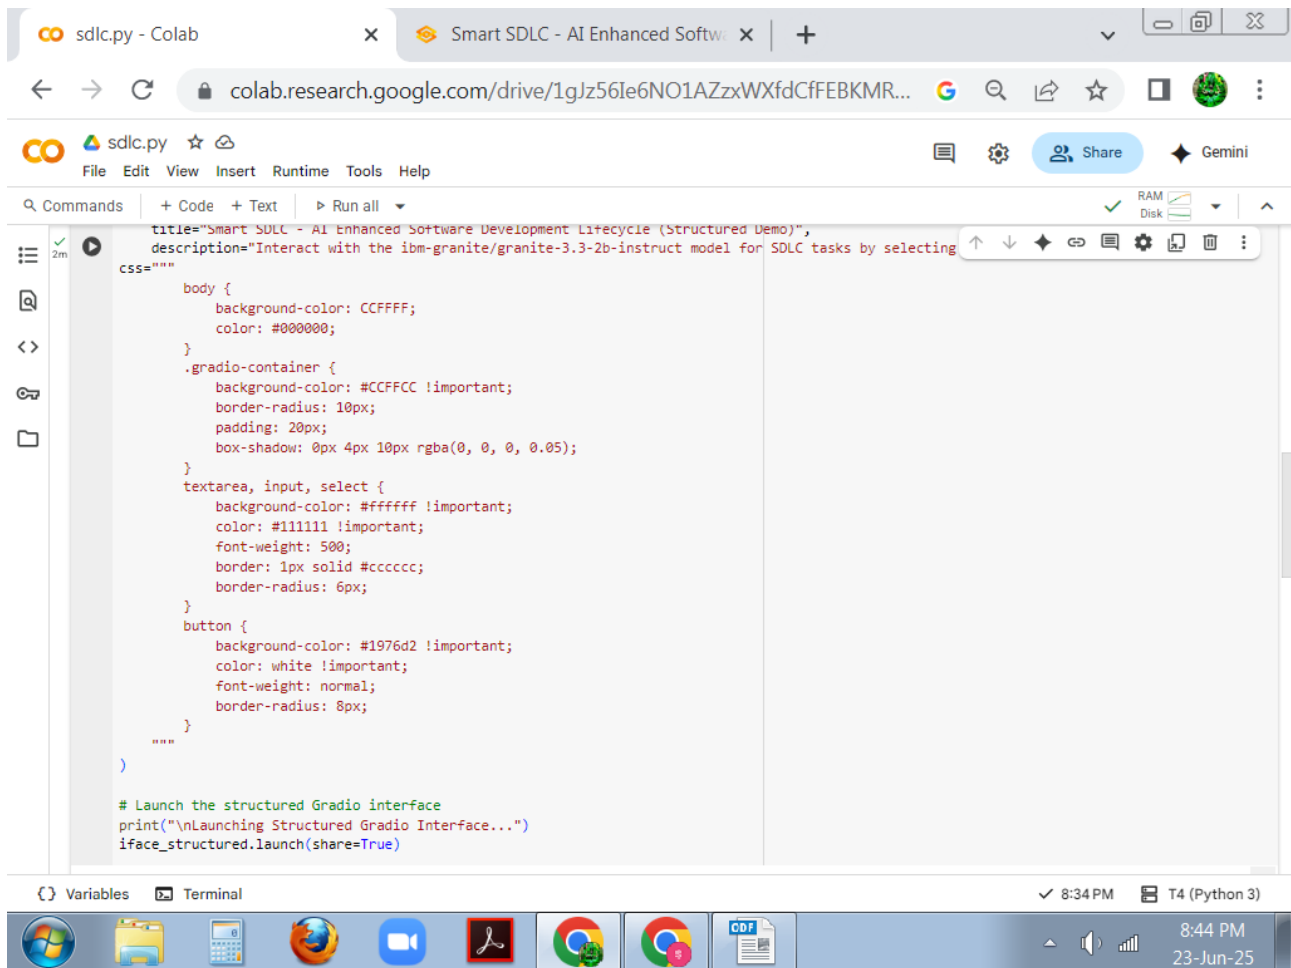 sdlc.py - Colab
Smart SDLC - AI Enhanced Softw
colab.research.google.com/drive/1gJz56Ie6NO1AZzxWXfdCfFEBKMR...
sdlc.py
File Edit View Insert Runtime Tools Help
Share
Gemini
Commands + Code + Text Run all
RAM
Disk
2m
title="Smart SDLC - AI Enhanced Software Development Lifecycle (Structured Demo)",
description="Interact with the ibm-granite/granite-3.3-2b-instruct model for SDLC tasks by selecting
css="""
body {
background-color: CCFFFF;
color: #000000;
}
.gradio-container {
background-color: #CCFFCC !important;
border-radius: 10px;
padding: 20px;
box-shadow: 0px 4px 10px rgba(0, 0, 0, 0.05);
}
textarea, input, select {
background-color: #ffffff !important;
color: #111111 !important;
font-weight: 500;
border: 1px solid #cccccc;
border-radius: 6px;
}
button {
background-color: #1976d2 !important;
color: white !important;
font-weight: normal;
border-radius: 8px;
}
"""
)
# Launch the structured Gradio interface
print("\nLaunching Structured Gradio Interface...")
iface_structured.launch(share=True)
{} Variables Terminal
8:34 PM T4 (Python 3)
ODF
8:44 PM
23-Jun-25